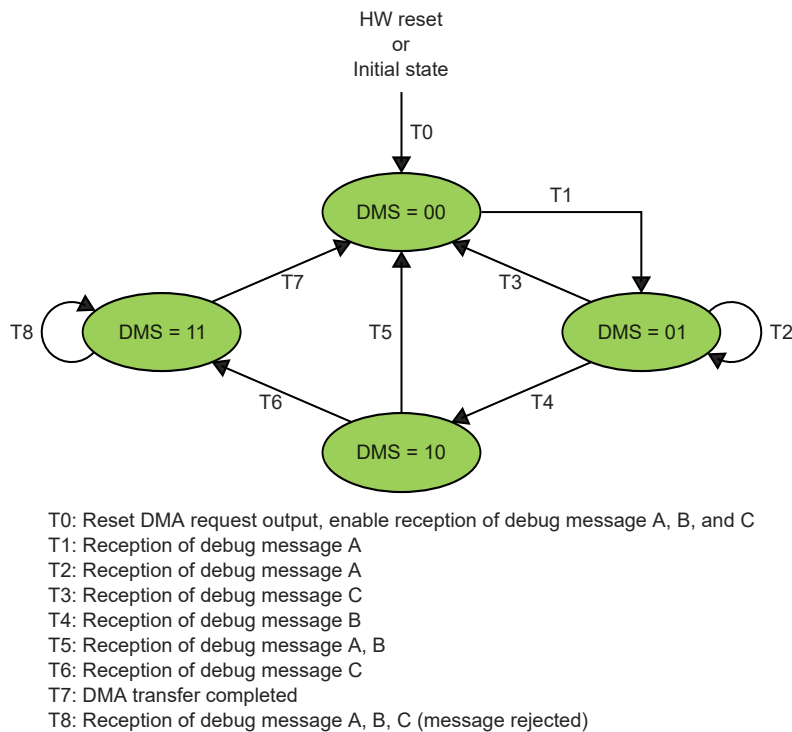 HW reset
or
Initial state
T0
DMS = 00
T1
T7
T3
T8
DMS = 11
T5
DMS = 01
T2
T6
T4
DMS = 10
T0: Reset DMA request output, enable reception of debug message A, B, and C
T1: Reception of debug message A
T2: Reception of debug message A
T3: Reception of debug message C
T4: Reception of debug message B
T5: Reception of debug message A, B
T6: Reception of debug message C
T7: DMA transfer completed
T8: Reception of debug message A, B, C (message rejected)